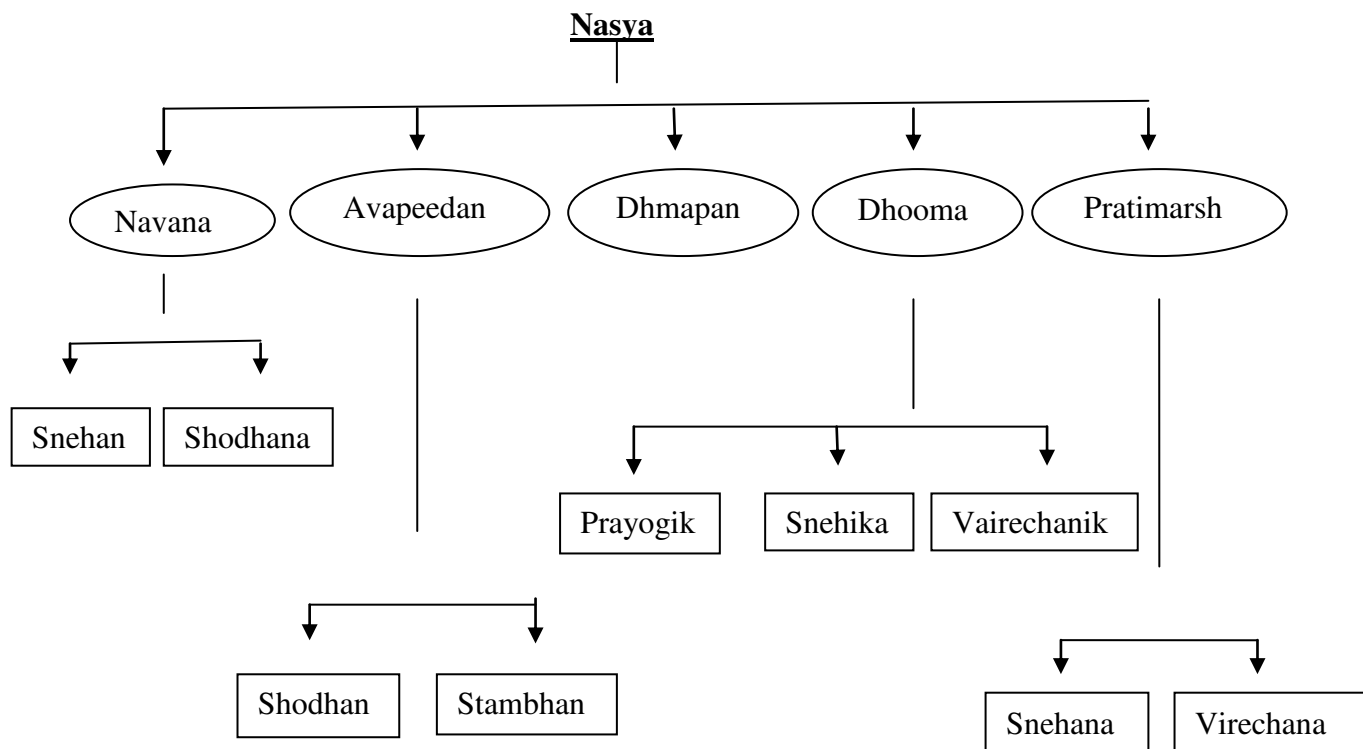 Nasya
Navana
Avapeedan
Dhmapan
Dhooma
Pratimarsh
Snehan
Shodhana
Prayogik
Snehika
Vairechanik
Shodhan
Stambhan
Snehana
Virechana